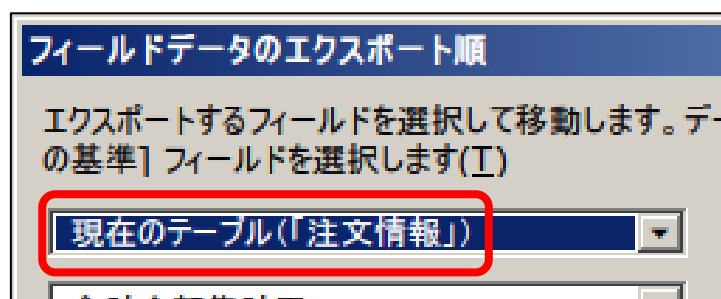 フィールドデータのエクスポート順
エクスポートするフィールドを選択して移動します。デー
の基準] フィールドを選択します(T)
現在のテーブル(「注文情報」)